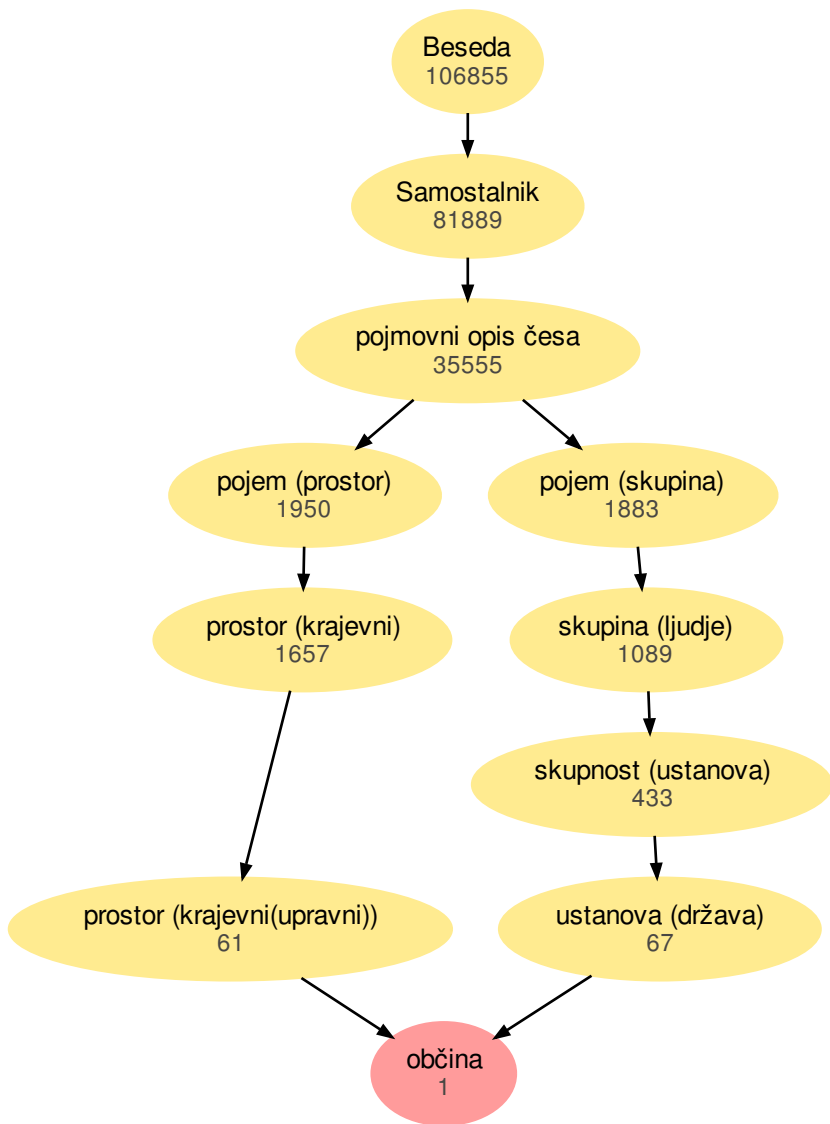 Beseda
106855
Samostalnik
81889
pojmovni opis česa
35555
pojem (prostor)
1950
pojem (skupina)
1883
prostor (krajevni)
1657
skupina (ljudje)
1089
skupnost (ustanova)
433
prostor (krajevni(upravni))
61
ustanova (država)
67
občina
1